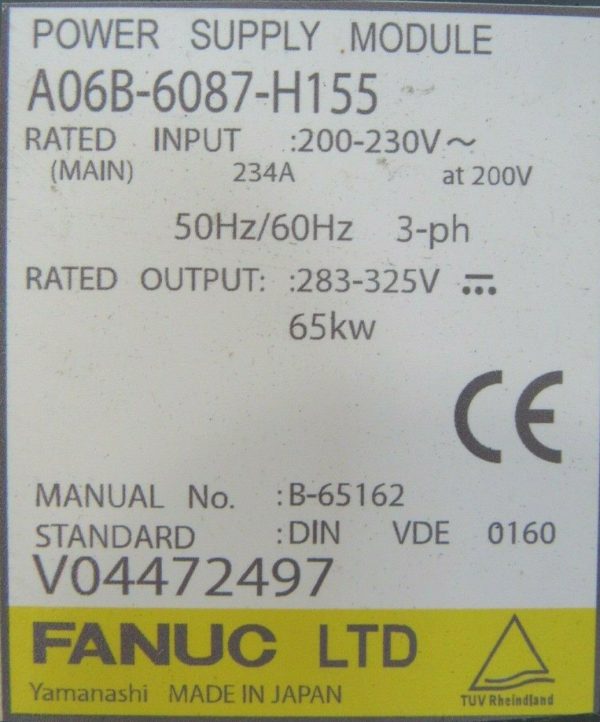 POWER SUPPLY MODULE
A06B-6087-H155
RATED INPUT :200-230V～
(MAIN) 234A at 200V
50Hz/60Hz 3-ph
RATED OUTPUT: :283-325V ⎓
65kw
CE
MANUAL No. :B-65162
STANDARD :DIN VDE 0160
V04472497
FANUC LTD
Yamanashi MADE IN JAPAN
TUV Rheindland